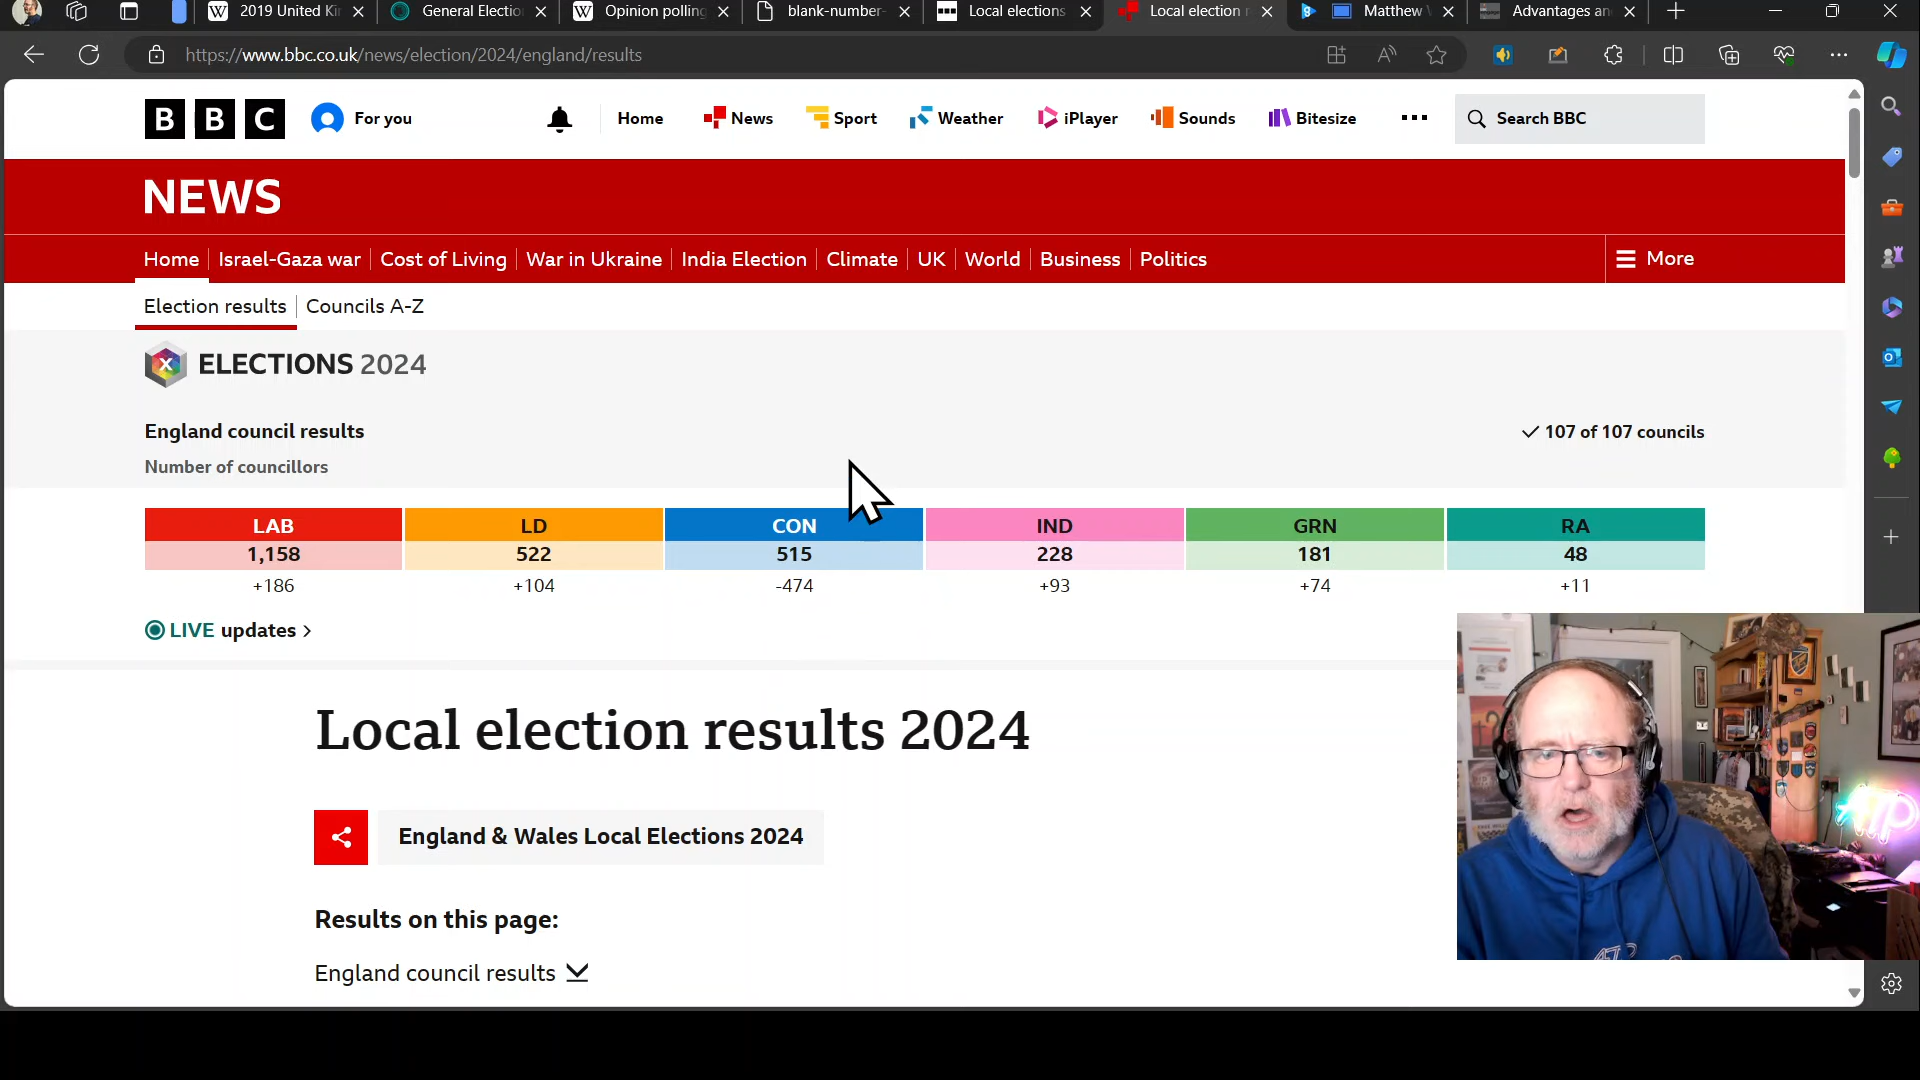 2019 United Ki
General Electio
Opinion polling
blank-number-
Local elections
Local election r
Matthew
Advantages an
https://www.bbc.co.uk/news/election/2024/england/results
BBC
For you
Home
News
Sport
Weather
iPlayer
Sounds
Bitesize
Search BBC
NEWS
Home
Israel-Gaza war
Cost of Living
War in Ukraine
India Election
Climate
UK
World
Business
Politics
More
Election results
Councils A-Z
ELECTIONS 2024
England council results
107 of 107 councils
Number of councillors
LAB LD CON IND GRN RA
1,158 522 515 228 181 48
+186 +104 -474 +93 +74 +11
LIVE updates
Local election results 2024
England & Wales Local Elections 2024
Results on this page:
England council results